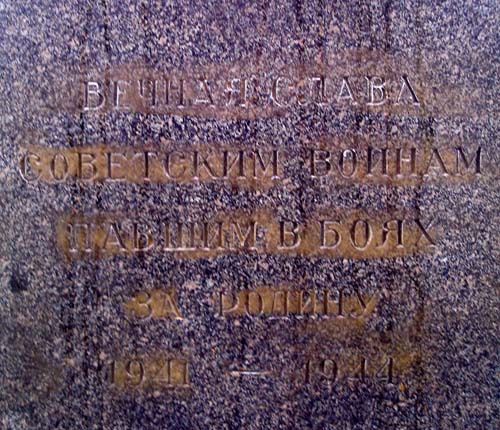 ВЕЧНАЯ СЛАВА
СОВЕТСКИМ ВОИНАМ
ПАВШИМ В БОЯХ
ЗА РОДИНУ
1941 — 1944